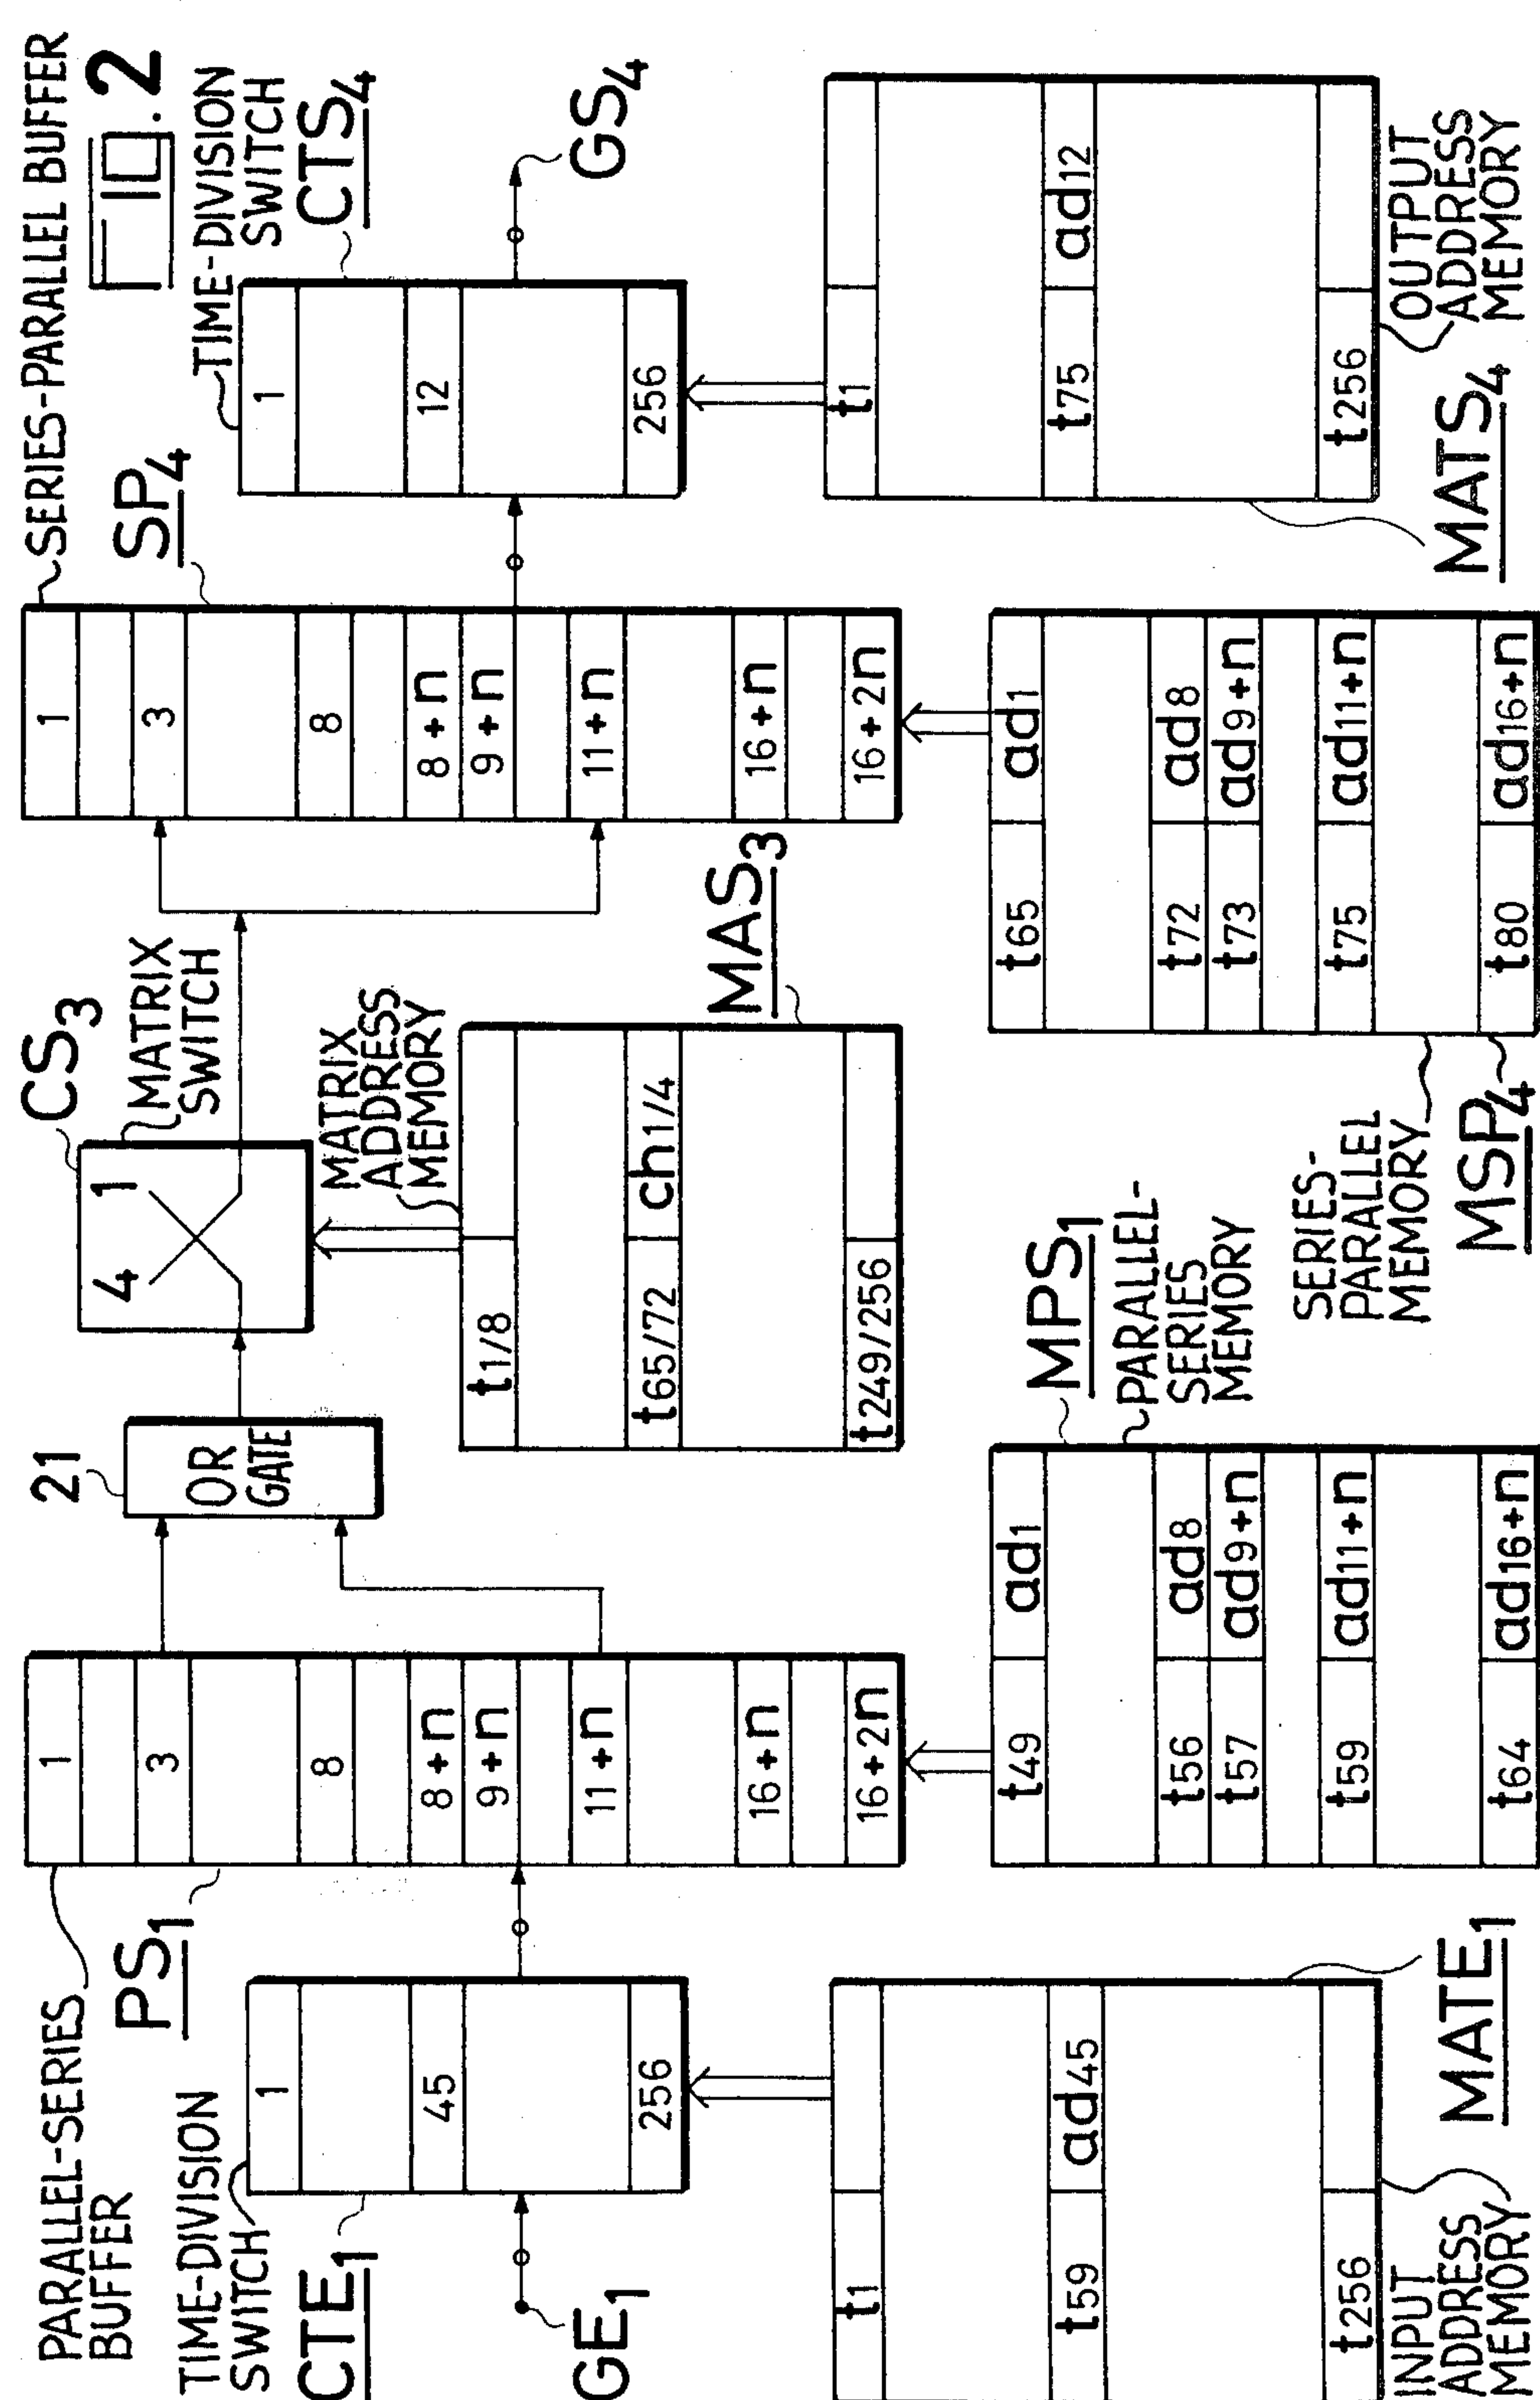 FIG. 2
PARALLEL-SERIES
BUFFER
PS1
1
3
8
8+n
9+n
11+n
16+n
16+2n
TIME-DIVISION
SWITCH
CTE1
1
45
256
GE1
21
OR
GATE
CS3
MATRIX
SWITCH
4 1
MATRIX
ADDRESS
MEMORY
MAS3
t1/8
t65/72 ch1/4
t249/256
SERIES-PARALLEL BUFFER
SP4
1
3
8
8+n
9+n
11+n
16+n
16+2n
TIME-DIVISION
SWITCH
CTS4
1
12
256
GS4
INPUT
ADDRESS
MEMORY
MATE1
t1
t59 ad45
t256
MPS1
PARALLEL-
SERIES
MEMORY
t49 ad1
t56 ad8
t57 ad9+n
t59 ad11+n
t64 ad16+n
SERIES-
PARALLEL
MEMORY
MSP4
t65 ad1
t72 ad8
t73 ad9+n
t75 ad11+n
t80 ad16+n
MATS4
OUTPUT
ADDRESS
MEMORY
t1
t75 ad12
t256